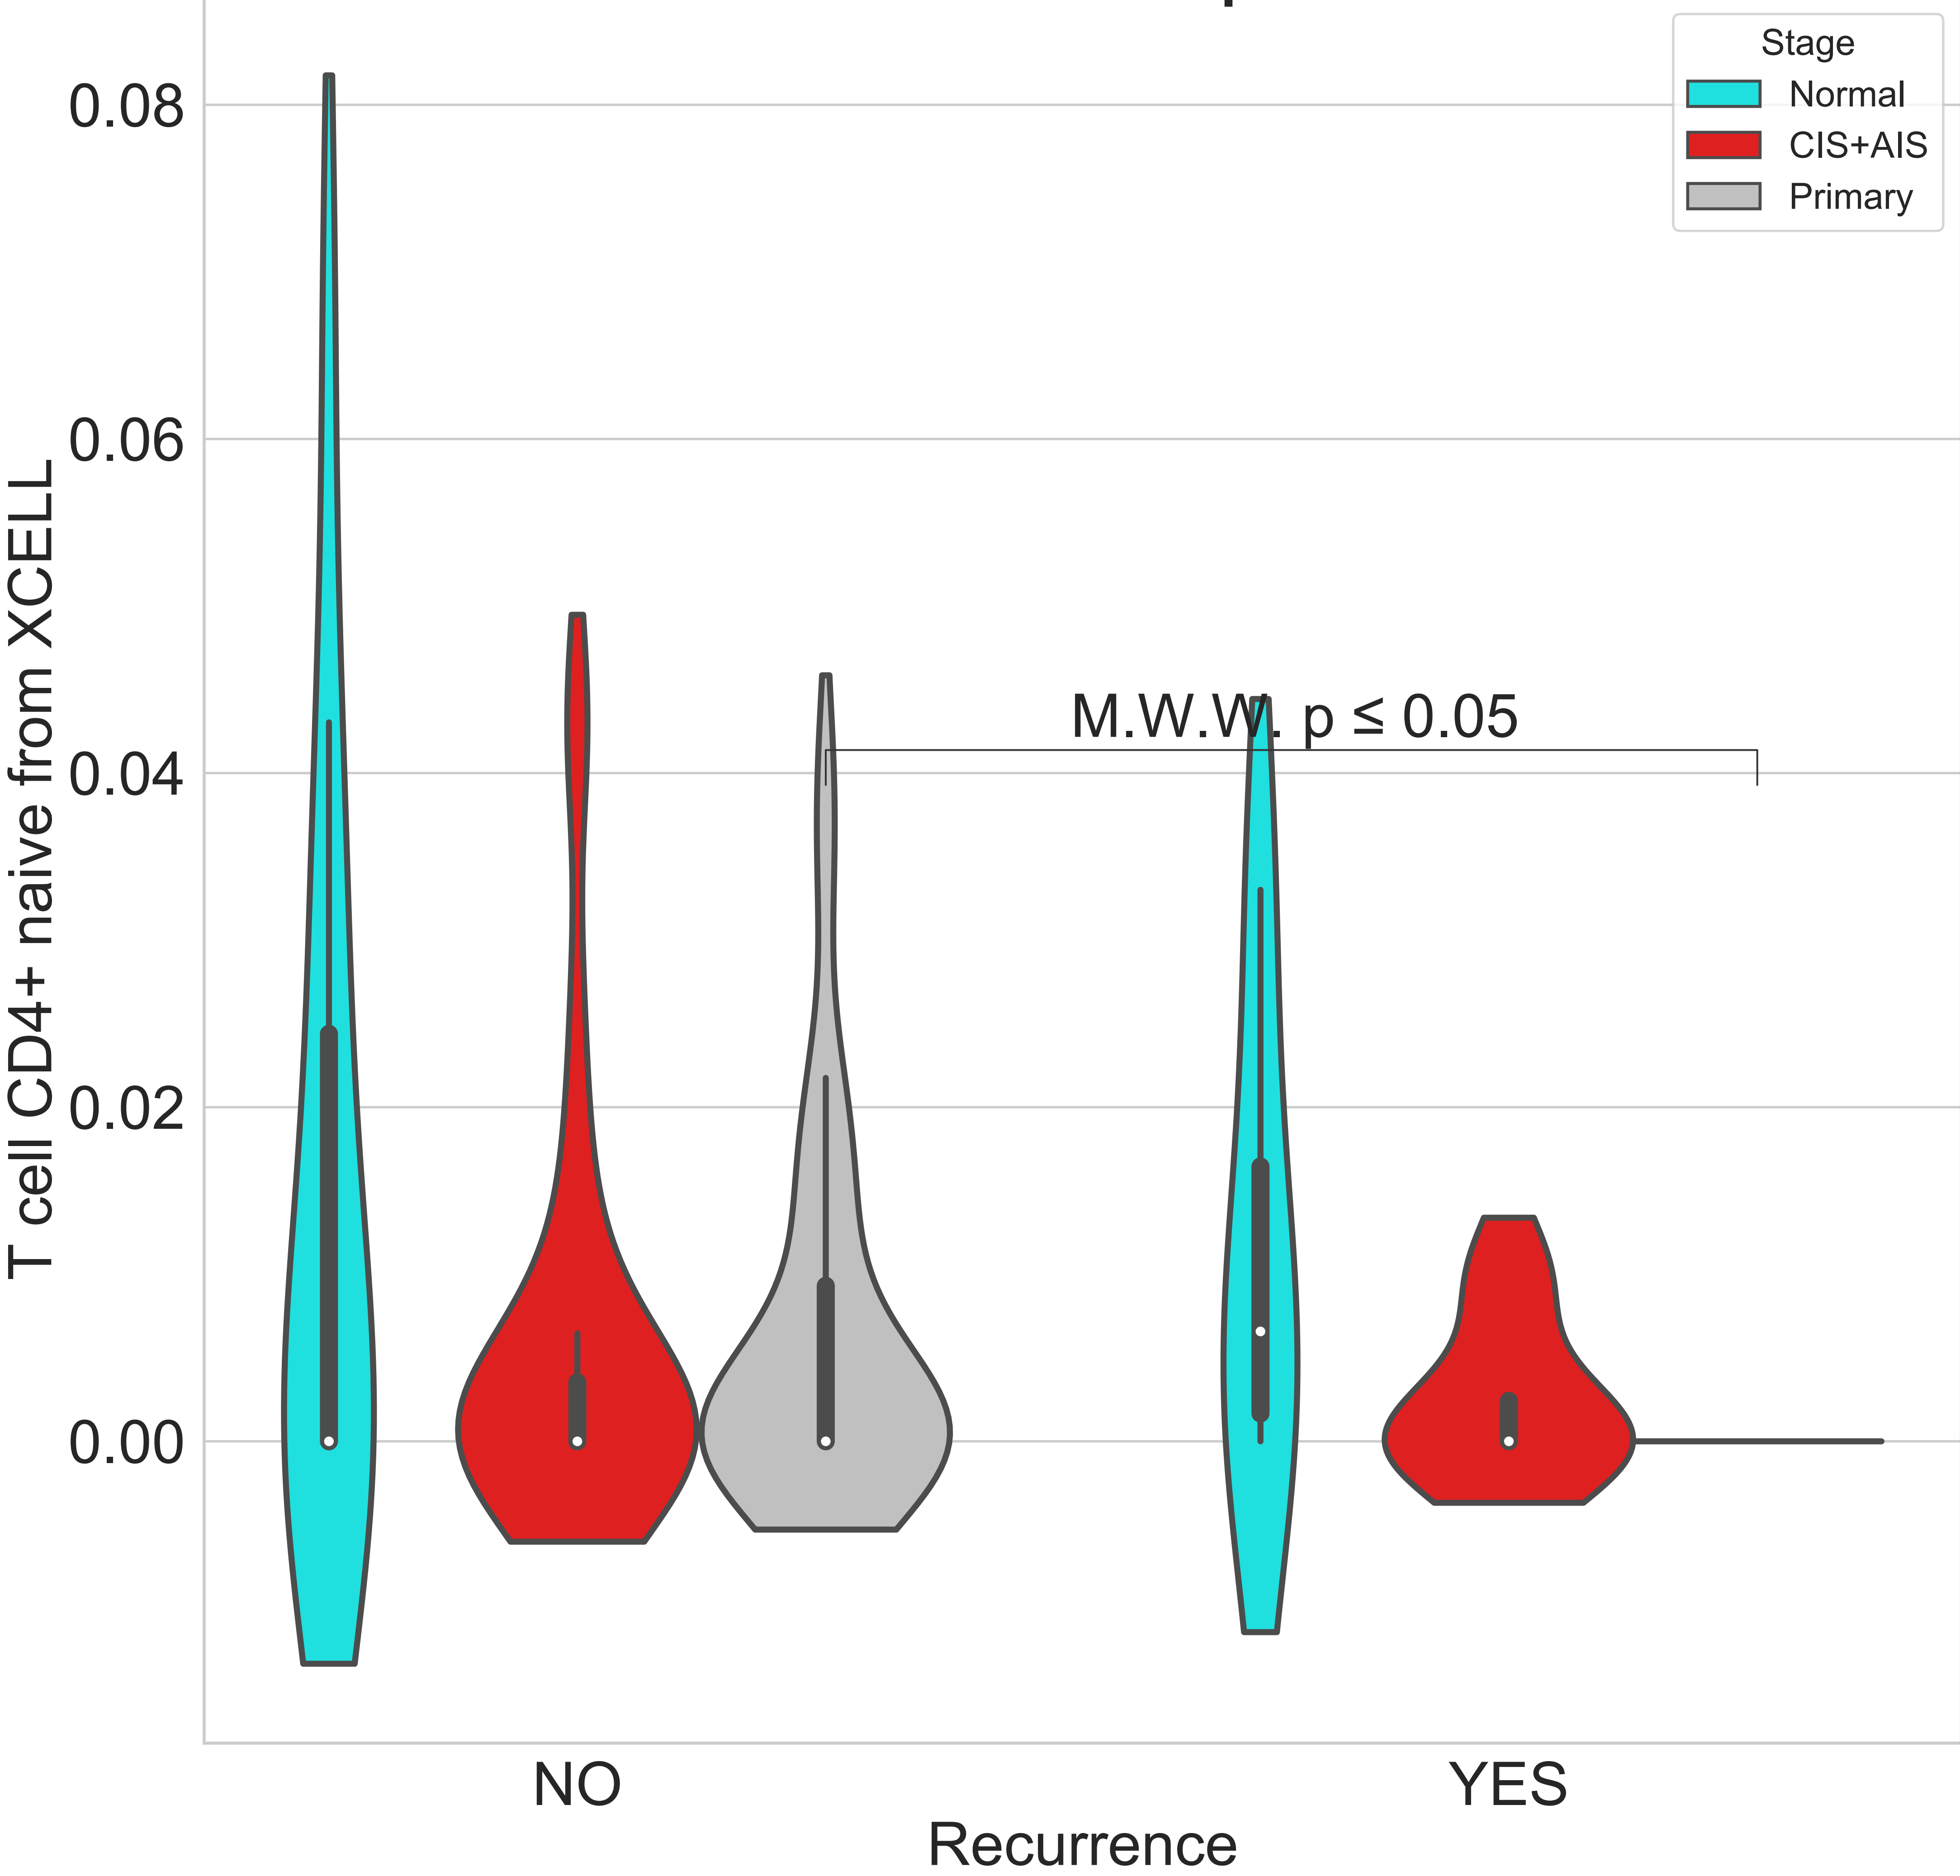 Stage
Normal
CIS+AIS
Primary
0.08
0.06
0.04
0.02
0.00
T cell CD4+ naive from XCELL
M.W.W. p ≤ 0.05
NO
YES
Recurrence